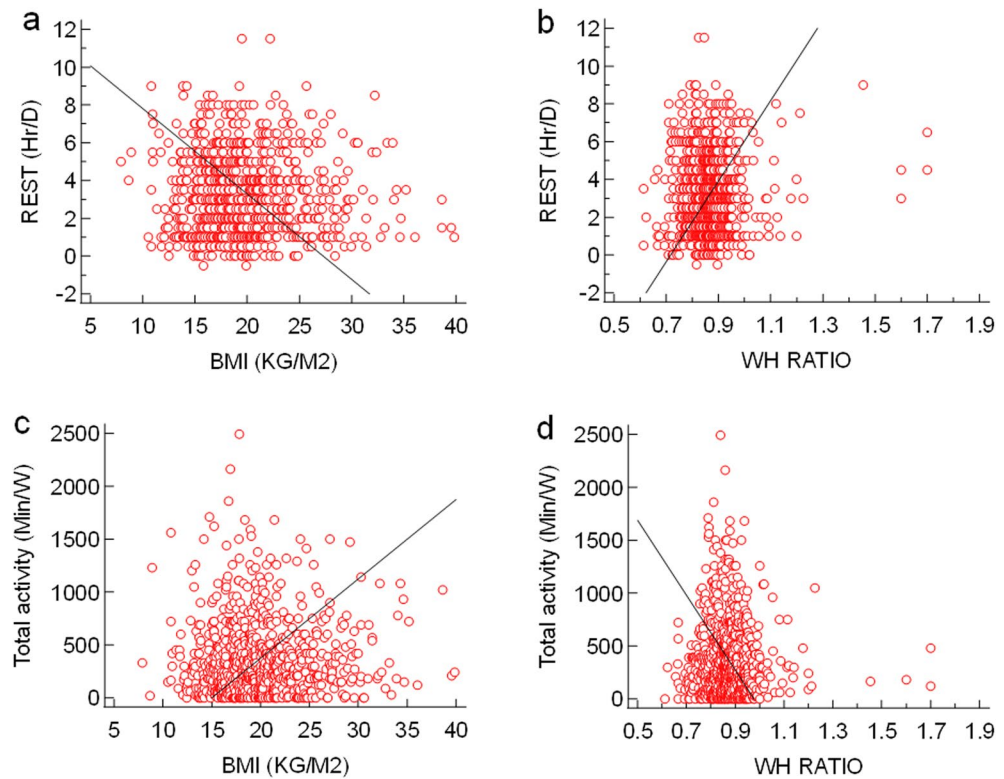 a
REST (Hr/D)
12
10
8
6
4
2
0
-2
5 10 15 20 25 30 35 40
BMI (KG/M2)
b
REST (Hr/D)
12
10
8
6
4
2
0
-2
0.5 0.7 0.9 1.1 1.3 1.5 1.7 1.9
WH RATIO
c
Total activity (Min/W)
2500
2000
1500
1000
500
0
5 10 15 20 25 30 35 40
BMI (KG/M2)
d
Total activity (Min/W)
2500
2000
1500
1000
500
0
0.5 0.7 0.9 1.1 1.3 1.5 1.7 1.9
WH RATIO